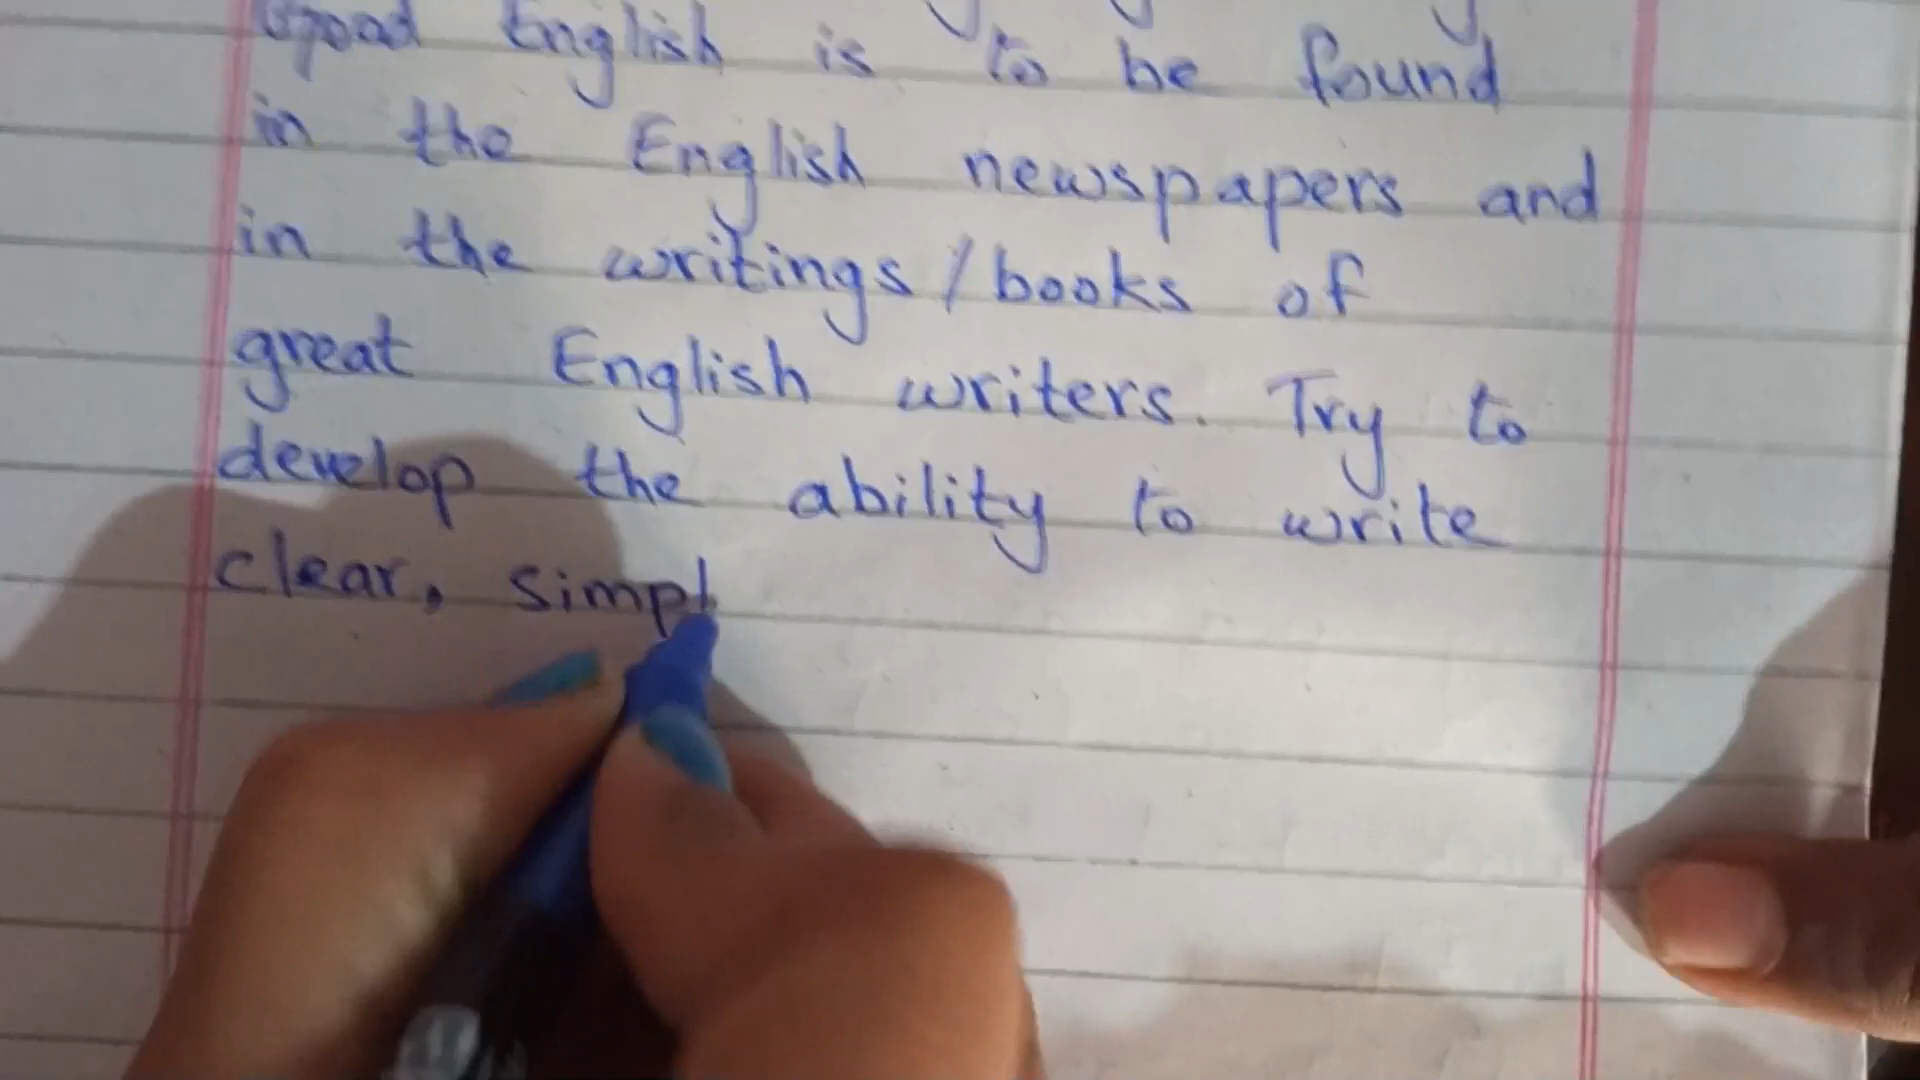 Good English is to be found
in the English newspapers and
in the writings/books of
great English writers. Try to
develop the ability to write
clear, simpl